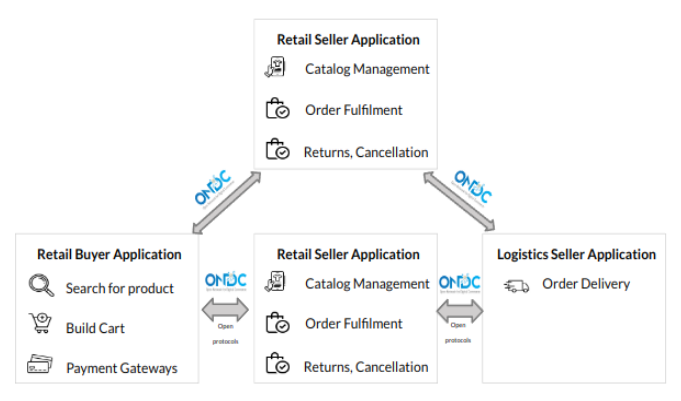 Retail Seller Application
Catalog Management
Order Fulfilment
Returns, Cancellation
ONDC
ONDC
Retail Buyer Application
Search for product
Build Cart
Payment Gateways
ONDC
Open
protocols
Retail Seller Application
Catalog Management
Order Fulfilment
Returns, Cancellation
ONDC
Open
protocols
Logistics Seller Application
Order Delivery